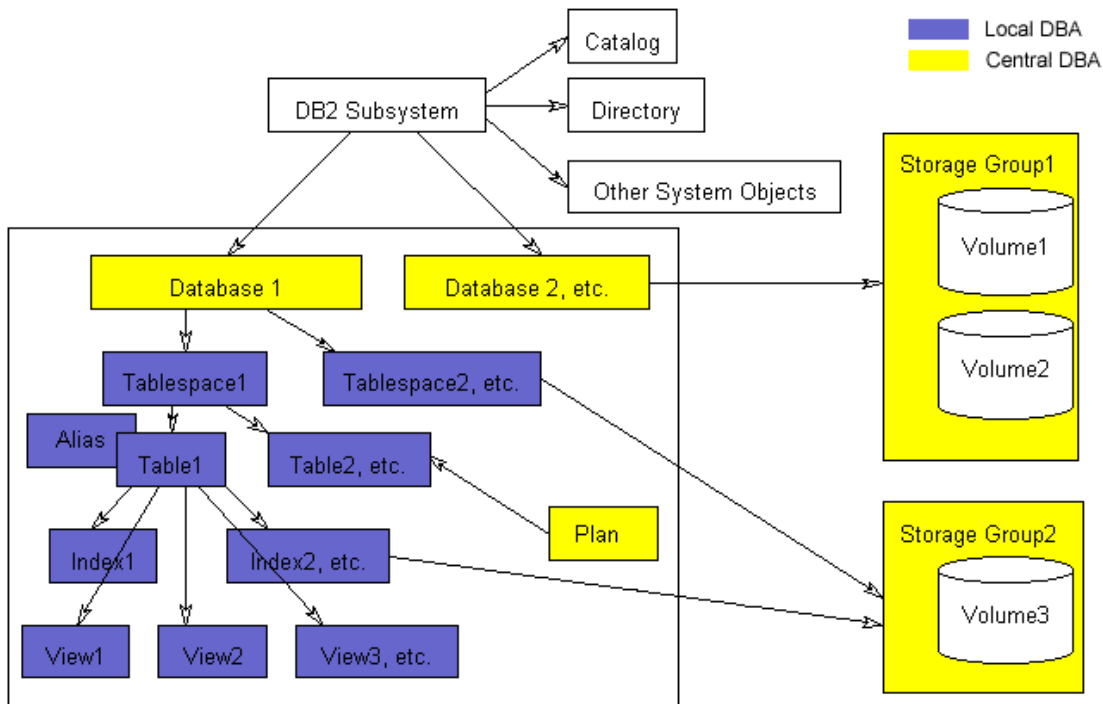 Catalog
Local DBA
Central DBA
DB2 Subsystem
Directory
Other System Objects
Storage Group1
Volume1
Volume2
Database 1
Database 2, etc.
Tablespace1
Tablespace2, etc.
Alias
Table1
Table2, etc.
Plan
Index1
Index2, etc.
View1
View2
View3, etc.
Storage Group2
Volume3